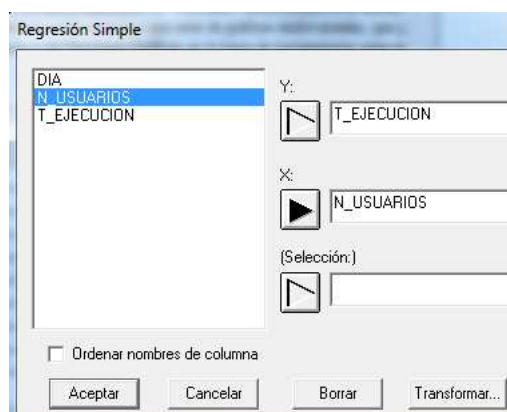 Regresión Simple
DIA
N_USUARIOS
T_EJECUCION
Y:
T_EJECUCION
X:
N_USUARIOS
(Selección:)
Ordenar nombres de columna
Aceptar
Cancelar
Borrar
Transformar...